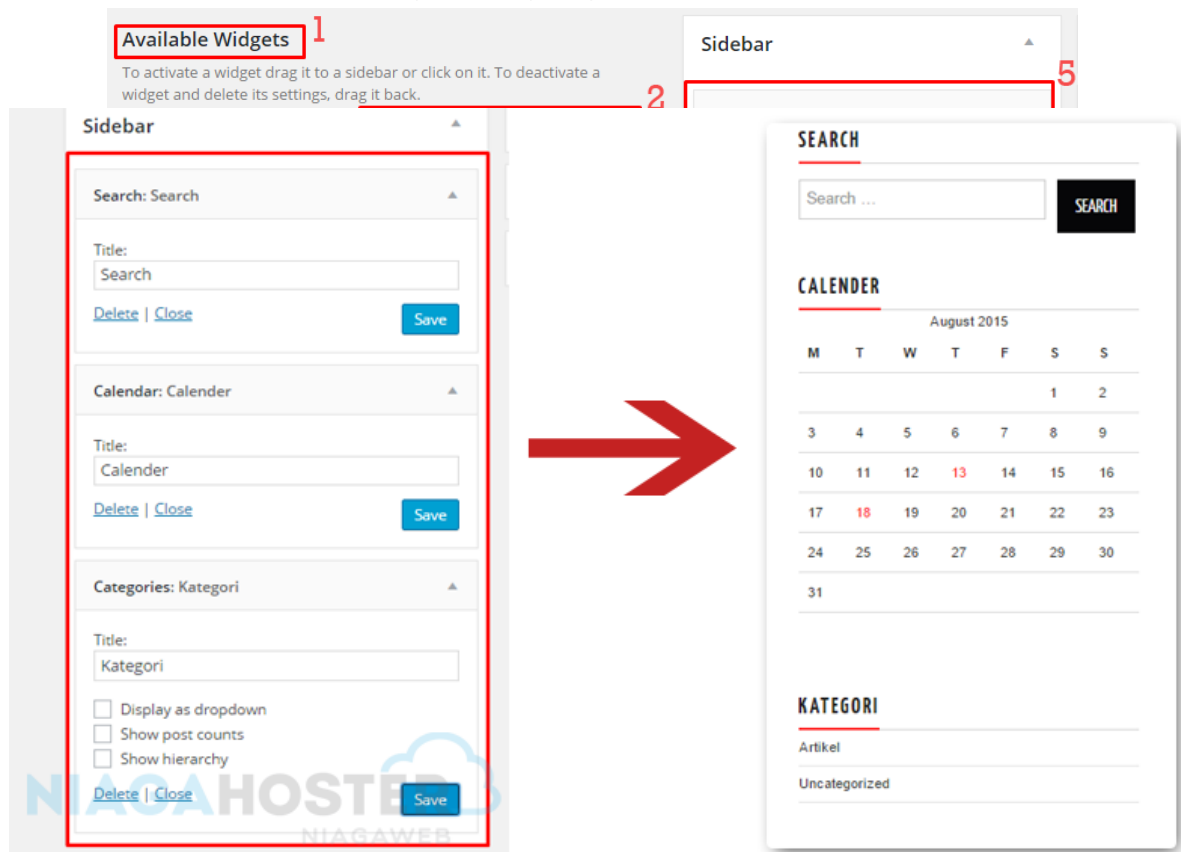 Available Widgets
1
To activate a widget drag it to a sidebar or click on it. To deactivate a
widget and delete its settings, drag it back.
2
Sidebar
5
Sidebar
Search: Search
Title:
Search
Delete | Close
Save
Calendar: Calender
Title:
Calender
Delete | Close
Save
Categories: Kategori
Title:
Kategori
Display as dropdown
Show post counts
Show hierarchy
Delete | Close
Save
NIAGAHOSTER
NIAGAWEB
SEARCH
Search ...
SEARCH
CALENDER
August 2015
M T W T F S S
1 2
3 4 5 6 7 8 9
10 11 12 13 14 15 16
17 18 19 20 21 22 23
24 25 26 27 28 29 30
31
KATEGORI
Artikel
Uncategorized